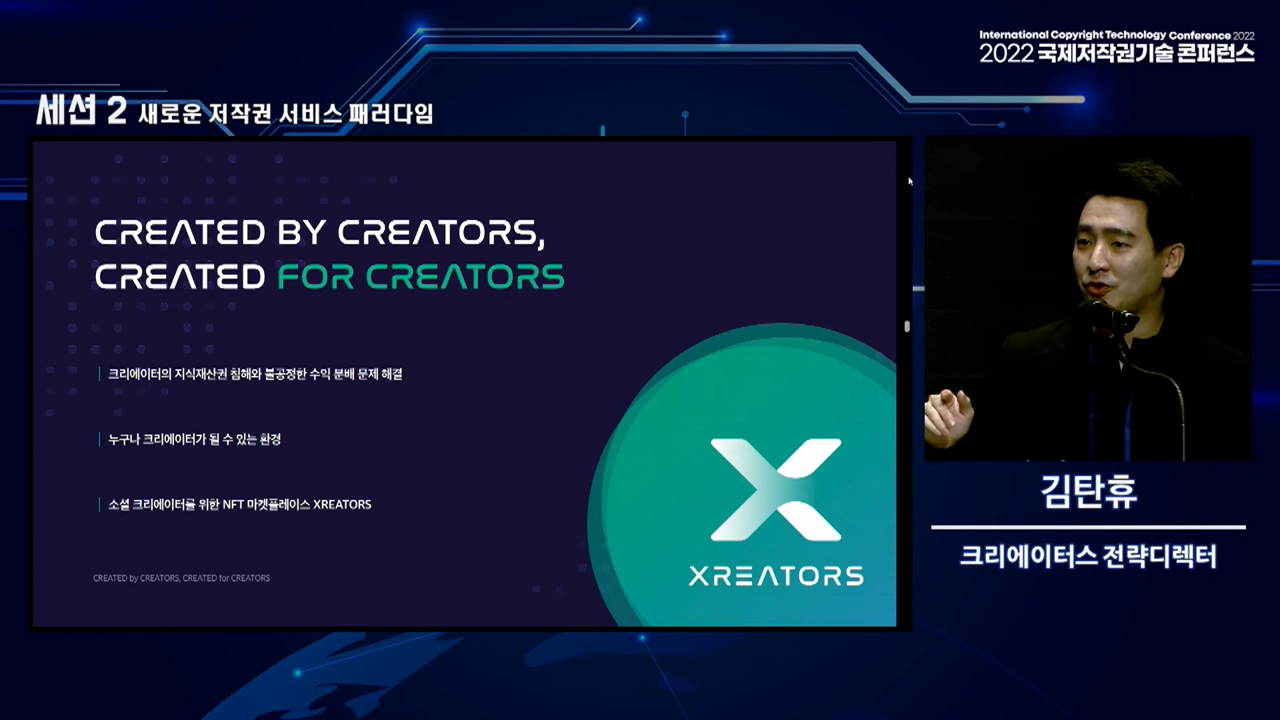 International Copyright Technology Conference 2022
2022 국제저작권기술 콘퍼런스
세션 2 새로운 저작권 서비스 패러다임
CREATED BY CREATORS,
CREATED FOR CREATORS
크리에이터의 지식재산권 침해와 불공정한 수익 분배 문제 해결
누구나 크리에이터가 될 수 있는 환경
소셜 크리에이터를 위한 NFT 마켓플레이스 XREATORS
CREATED by CREATORS, CREATED for CREATORS
XREATORS
김탄휴
크리에이터스 전략디렉터